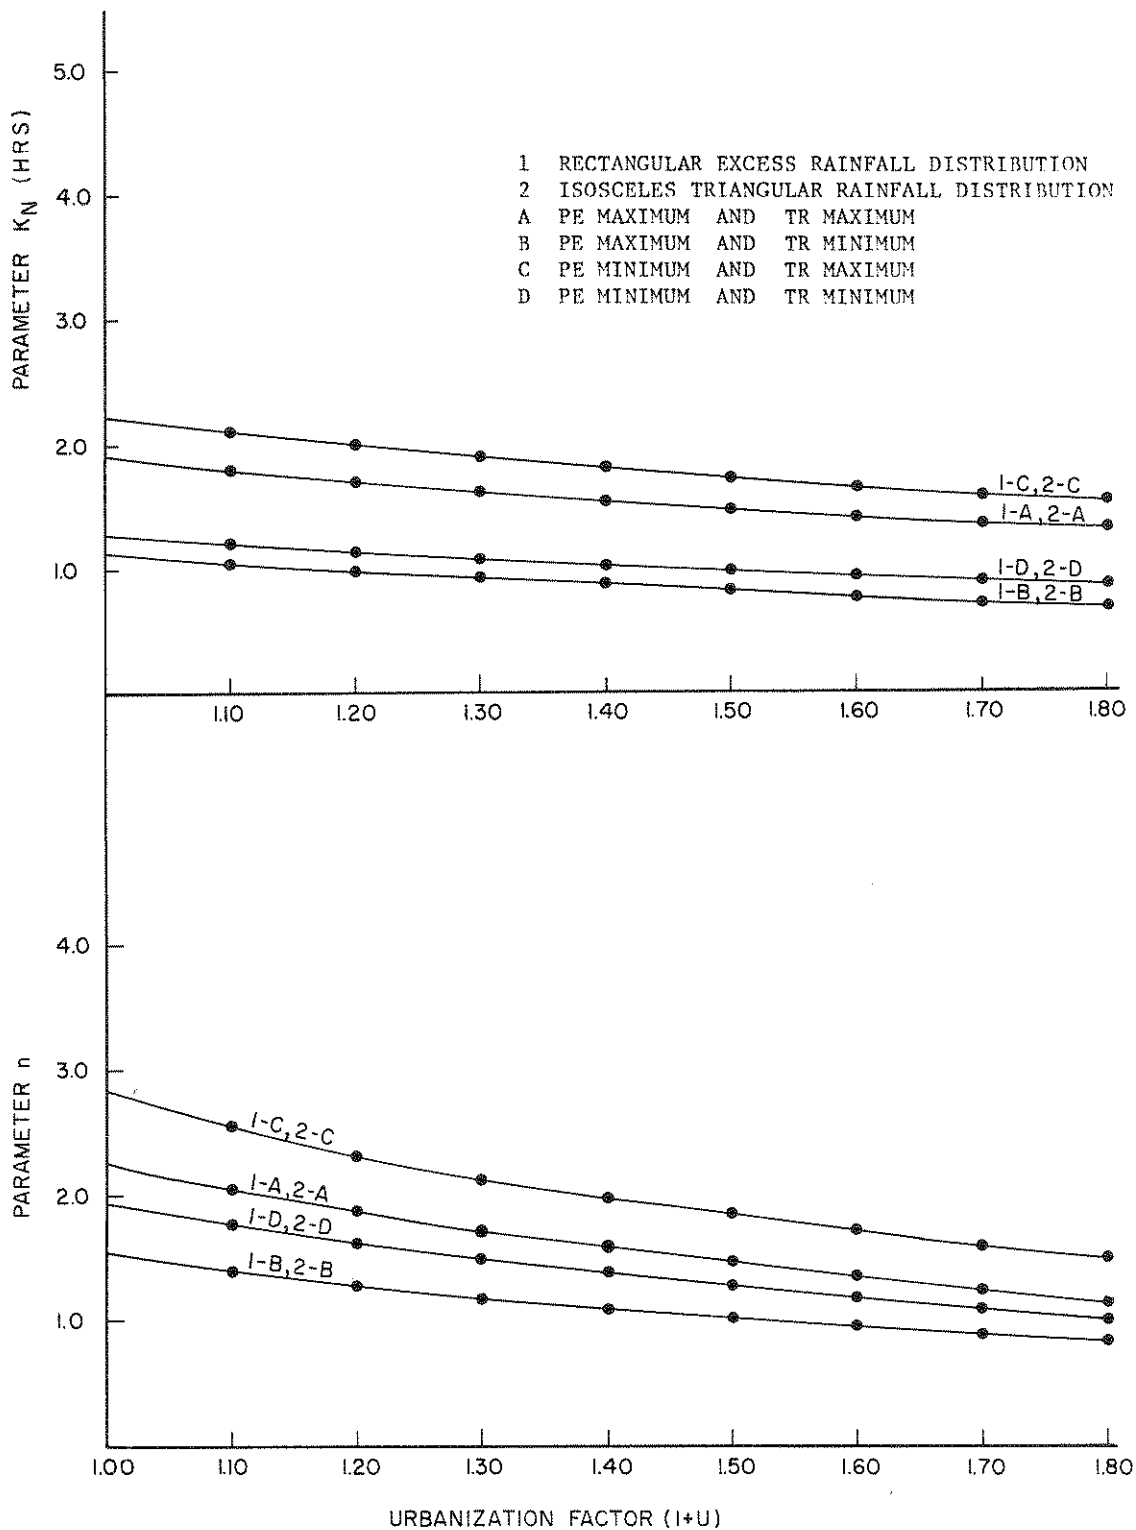 PARAMETER KN (HRS)
5.0
4.0
3.0
2.0
1.0
1 RECTANGULAR EXCESS RAINFALL DISTRIBUTION
2 ISOSCELES TRIANGULAR RAINFALL DISTRIBUTION
A PE MAXIMUM AND TR MAXIMUM
B PE MAXIMUM AND TR MINIMUM
C PE MINIMUM AND TR MAXIMUM
D PE MINIMUM AND TR MINIMUM
1-C,2-C
1-A,2-A
1-D,2-D
1-B,2-B
1.10 1.20 1.30 1.40 1.50 1.60 1.70 1.80
PARAMETER n
4.0
3.0
2.0
1.0
1-C,2-C
1-A,2-A
1-D,2-D
1-B,2-B
1.00 1.10 1.20 1.30 1.40 1.50 1.60 1.70 1.80
URBANIZATION FACTOR (1+U)